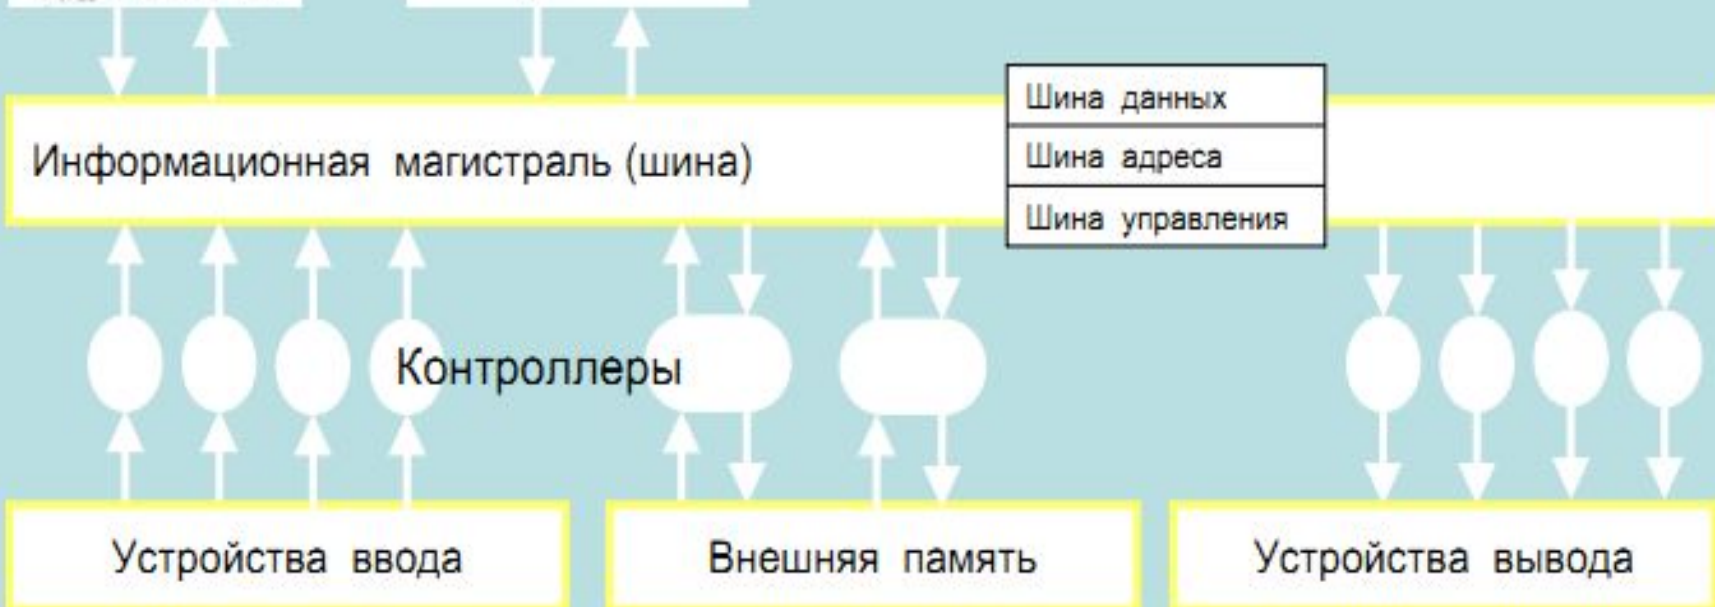 Шина данных
Информационная магистраль (шина)
Шина адреса
Шина управления
Контроллеры
Устройства ввода
Внешняя память
Устройства вывода